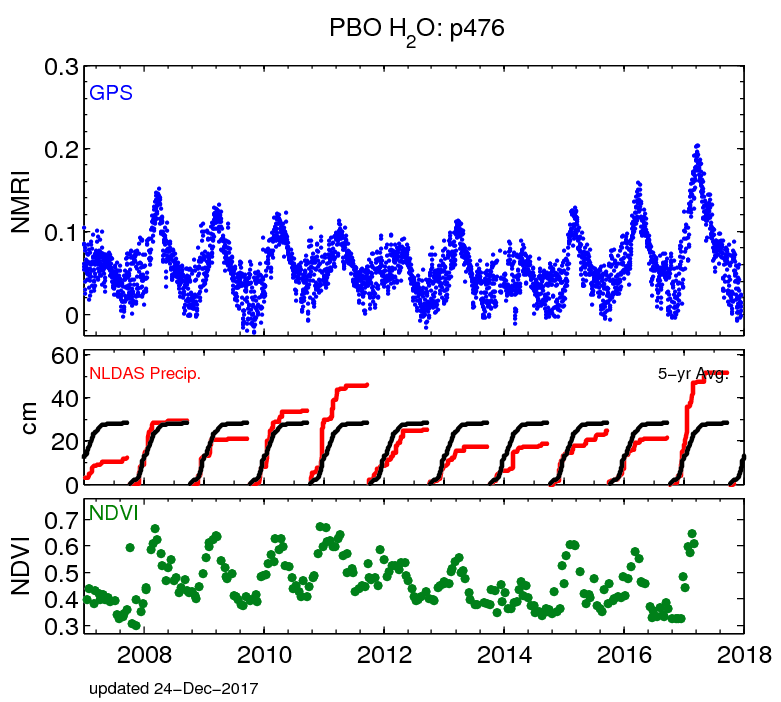 PBO H2O: p476
0.3
GPS
0.2
NMRI
0.1
0
60
NLDAS Precip.
5−yr Avg.
40
cm
20
0
NDVI
0.7
0.6
NDVI
0.5
0.4
0.3
2008 2010 2012 2014 2016 2018
updated 24−Dec−2017